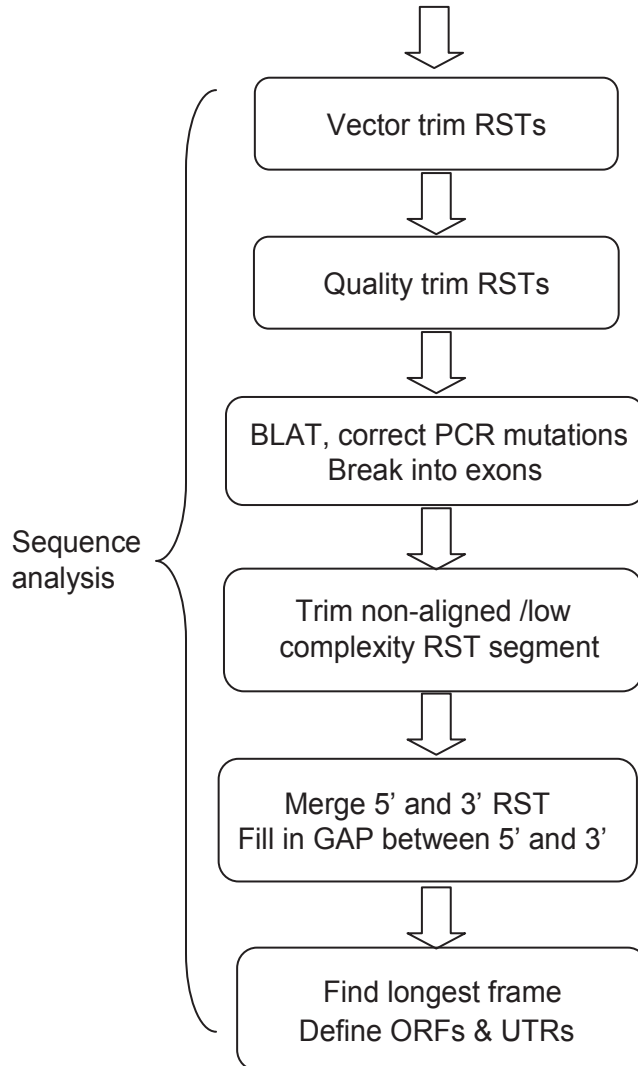 Vector trim RSTs
Quality trim RSTs
BLAT, correct PCR mutations
Break into exons
Sequence
analysis
Trim non-aligned /low
complexity RST segment
Merge 5’ and 3’ RST
Fill in GAP between 5’ and 3’
Find longest frame
Define ORFs & UTRs